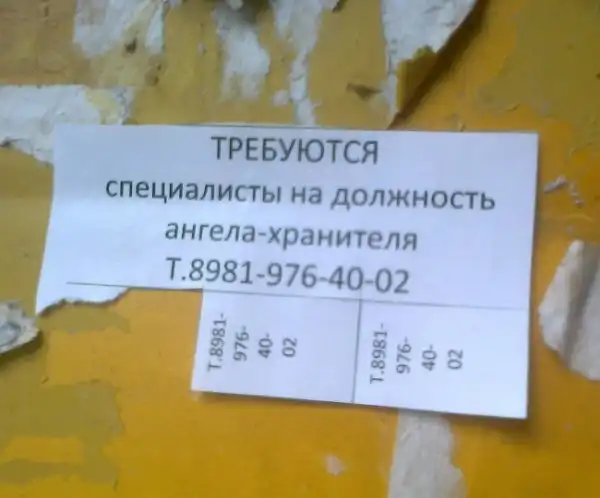 ТРЕБУЮТСЯ
специалисты на должность
ангела-хранителя
Т.8981-976-40-02
Т.8981-
976-
40-
02
Т.8981-
976-
40-
02